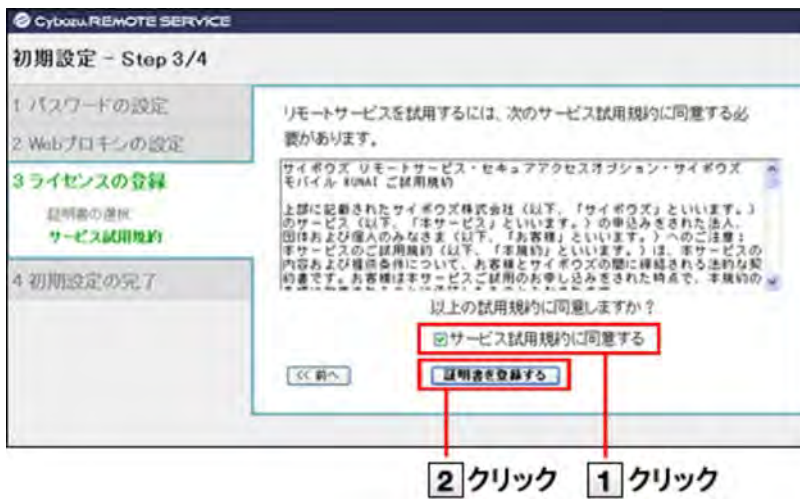 Cybozu.REMOTE SERVICE
初期設定 - Step 3/4
1 パスワードの設定
2 Webプロキシの設定
3 ライセンスの登録
証明書の選択
サービス試用規約
4 初期設定の完了
リモートサービスを試用するには、次のサービス試用規約に同意する必
要があります。
サイボウズ リモートサービス・セキュアアクセスオプション・サイボウズ
モバイル KUNAI ご試用規約
上部に記載されたサイボウズ株式会社(以下、「サイボウズ」といいます。)
のサービス(以下、「本サービス」といいます。)の申込みをされた法人、
団体および個人のみなさま(以下、「お客様」といいます。)へのご注意:
本サービスのご試用規約(以下、「本規約」といいます。)は、本サービスの
内容および提供条件について、お客様とサイボウズの間に締結される法的な契
約書です。お客様は本サービスご試用のお申し込みをされた時点で、本規約の
以上の試用規約に同意しますか?
サービス試用規約に同意する
<< 前へ
証明書を登録する
2 クリック
1 クリック